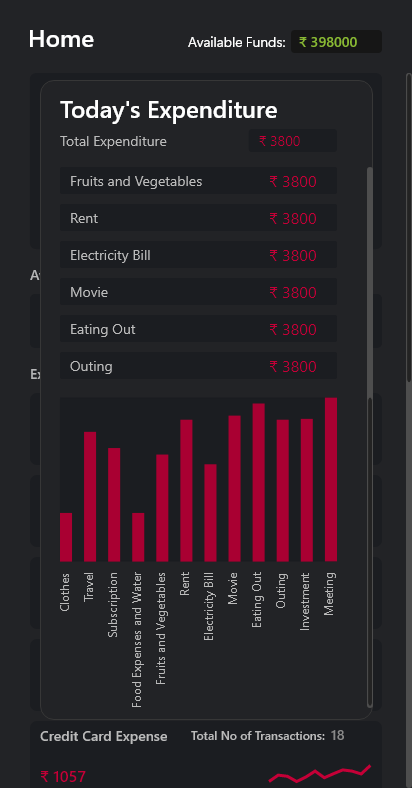 Home
Available Funds: ₹ 398000
Today's Expenditure
Total Expenditure ₹ 3800
Fruits and Vegetables ₹ 3800
Rent ₹ 3800
Electricity Bill ₹ 3800
Movie ₹ 3800
Eating Out ₹ 3800
Outing ₹ 3800
Clothes
Travel
Subscription
Food Expenses and Water
Fruits and Vegetables
Rent
Electricity Bill
Movie
Eating Out
Outing
Investment
Meeting
Credit Card Expense Total No of Transactions: 18
₹ 1057